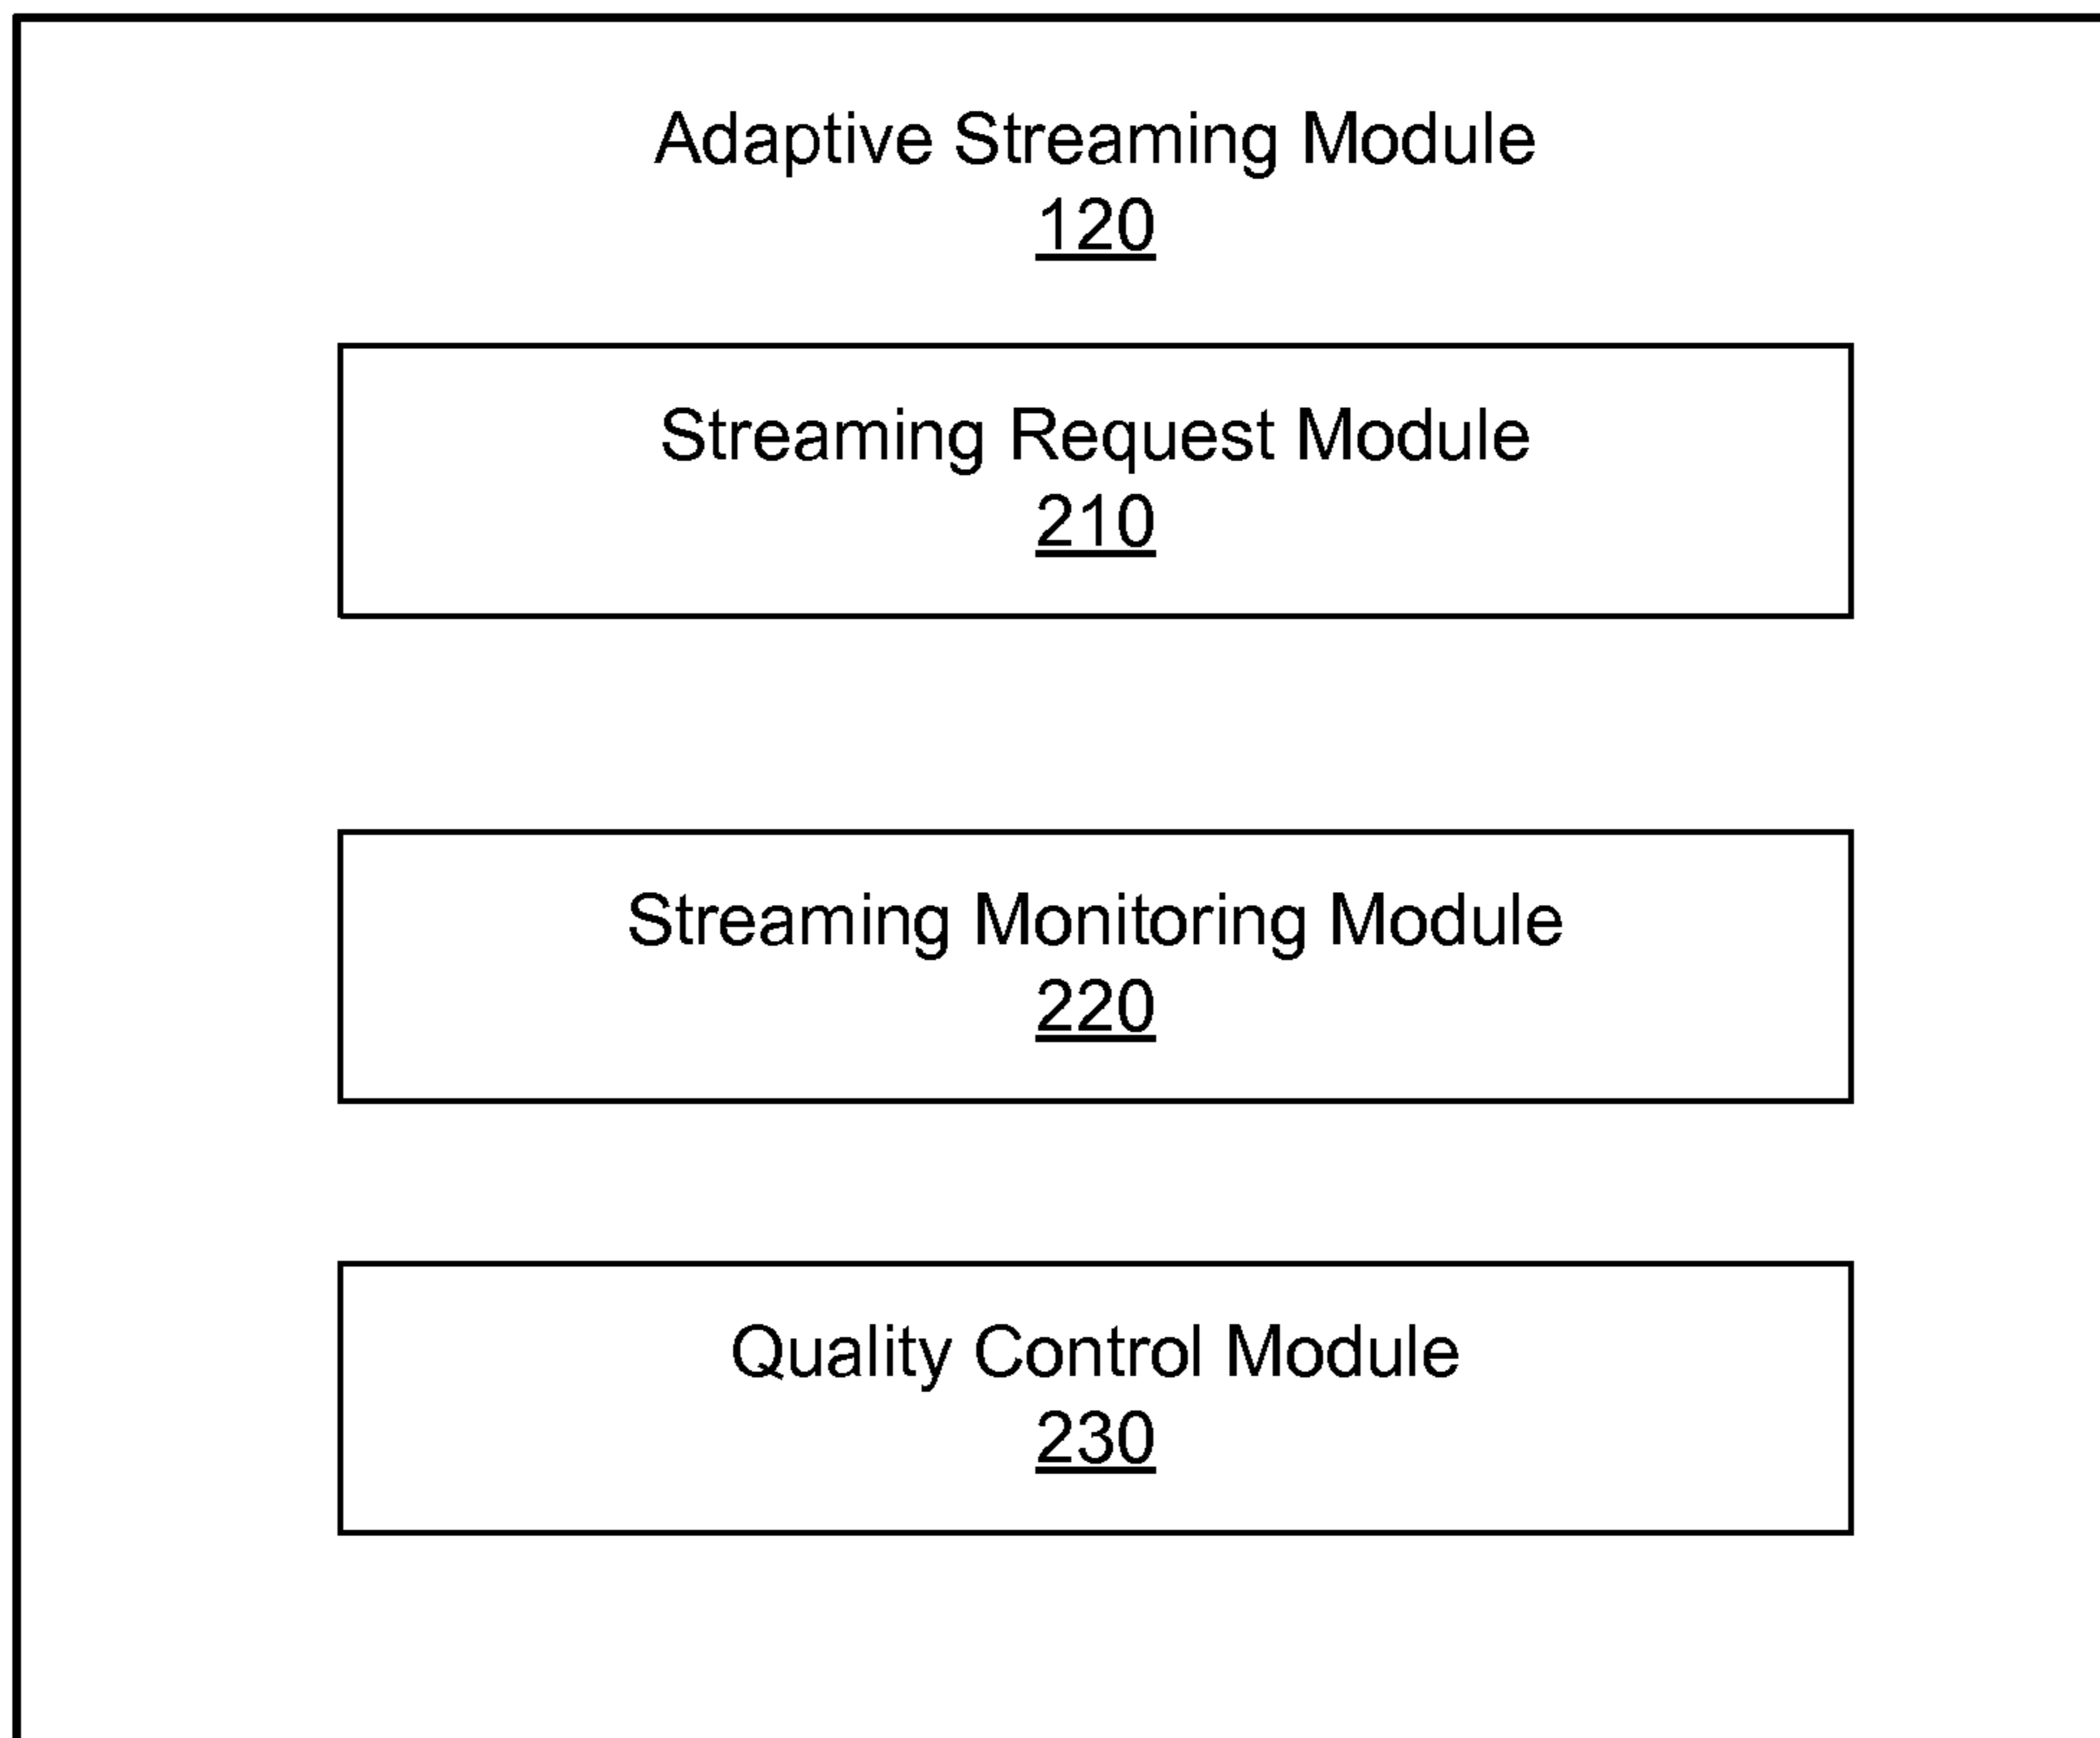 Adaptive Streaming Module
120
Streaming Request Module
210
Streaming Monitoring Module
220
Quality Control Module
230